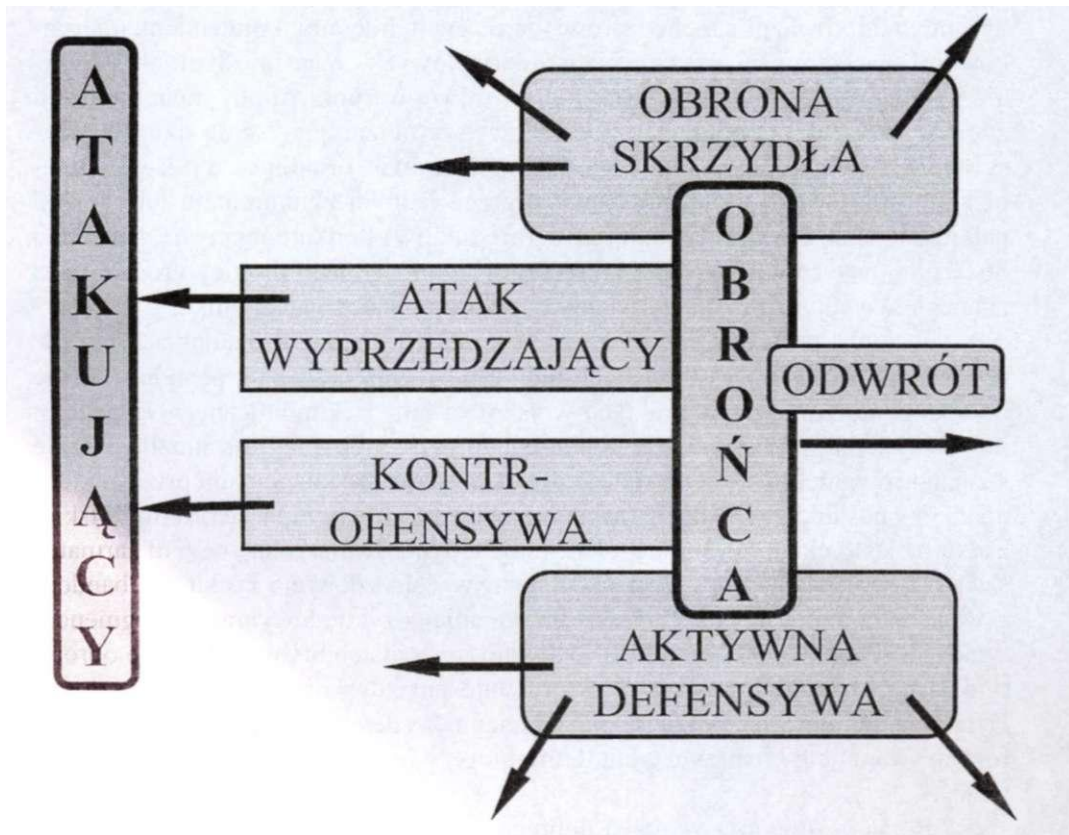 ATAKUJĄCY
OBRONA
SKRZYDŁA
OBROŃCA
ATAK
WYPRZEDZAJĄCY
ODWRÓT
KONTR-
OFENSYWA
AKTYWNA
DEFENSYWA